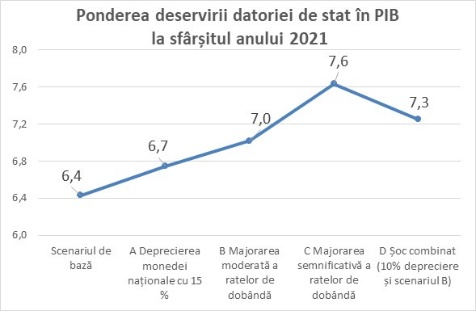 Ponderea deservirii datoriei de stat în PIB
la sfârșitul anului 2021
8,0
7,6
7,2
6,8
6,4
6,0
6,4
6,7
7,0
7,6
7,3
Scenariul de
bază
A Deprecierea
monedei
naționale cu 15
%
B Majorarea
moderată a
ratelor de
dobândă
C Majorarea
semnificativă a
ratelor de
dobândă
D Șoc combinat
(10% depreciere
și scenariul B)